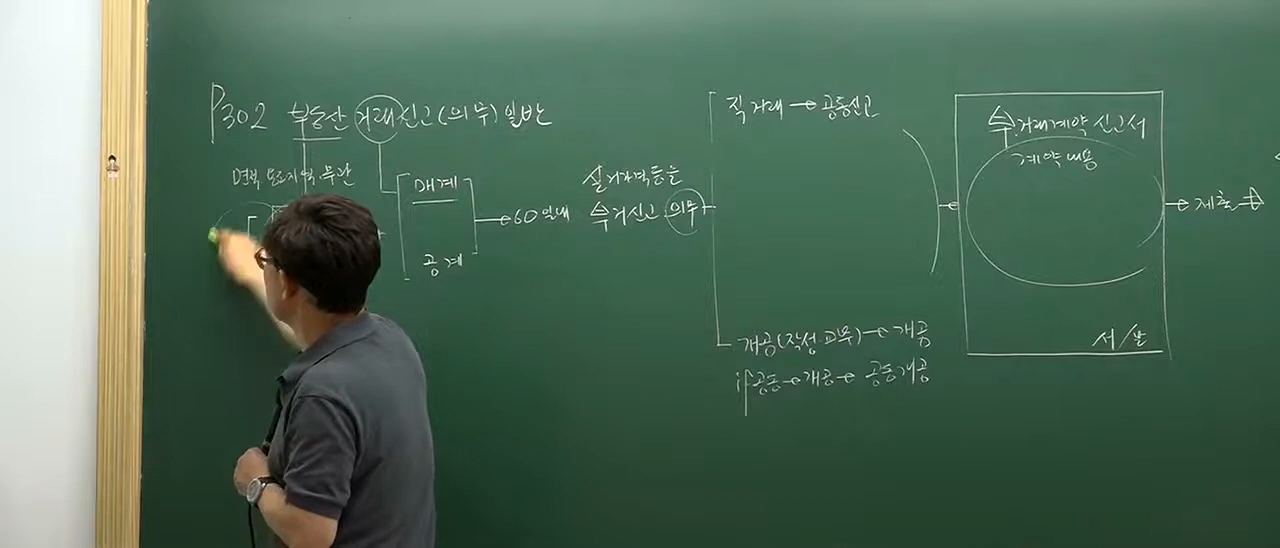 P302 부동산 거래신고(의무) 일반
면적, 토지지역, 무관
매계
공계
60일내
실거래가격등을
부거신고 의무
직거래 → 공동신고
개공(작성, 교부) → 개공
if 공동 → 개공 → 공동개공
부.거래계약 신고서
계약내용
서/날
제출